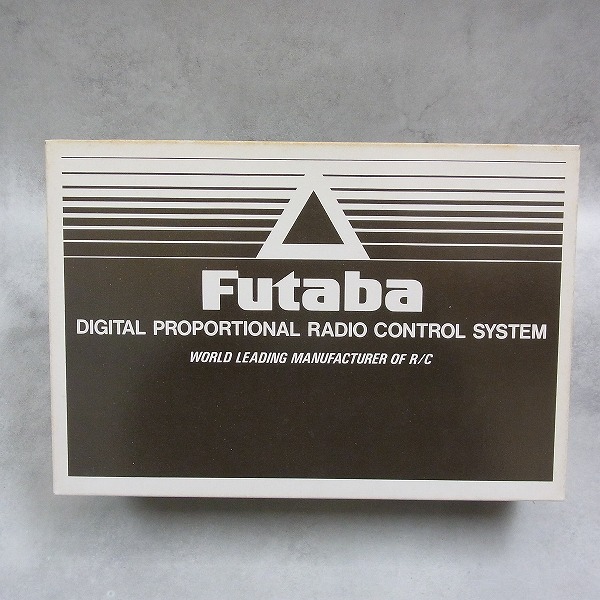 Futaba
DIGITAL PROPORTIONAL RADIO CONTROL SYSTEM
WORLD LEADING MANUFACTURER OF R/C